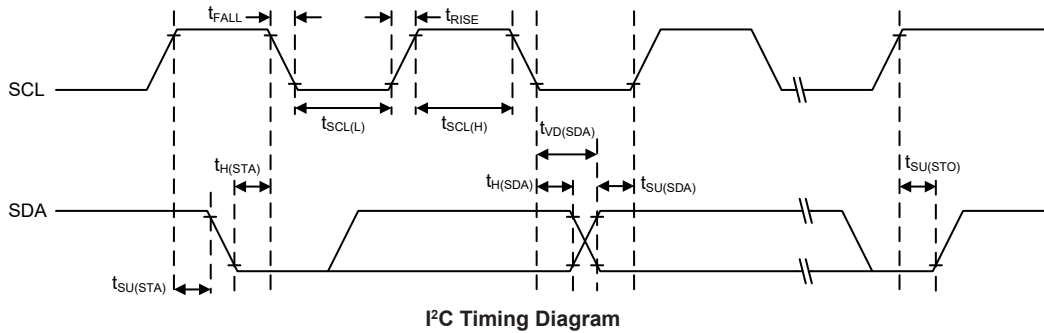 tFALL
tRISE
SCL
tSCL(L)
tSCL(H)
tVD(SDA)
tH(STA)
tH(SDA)
tSU(SDA)
tSU(STO)
SDA
tSU(STA)
I²C Timing Diagram